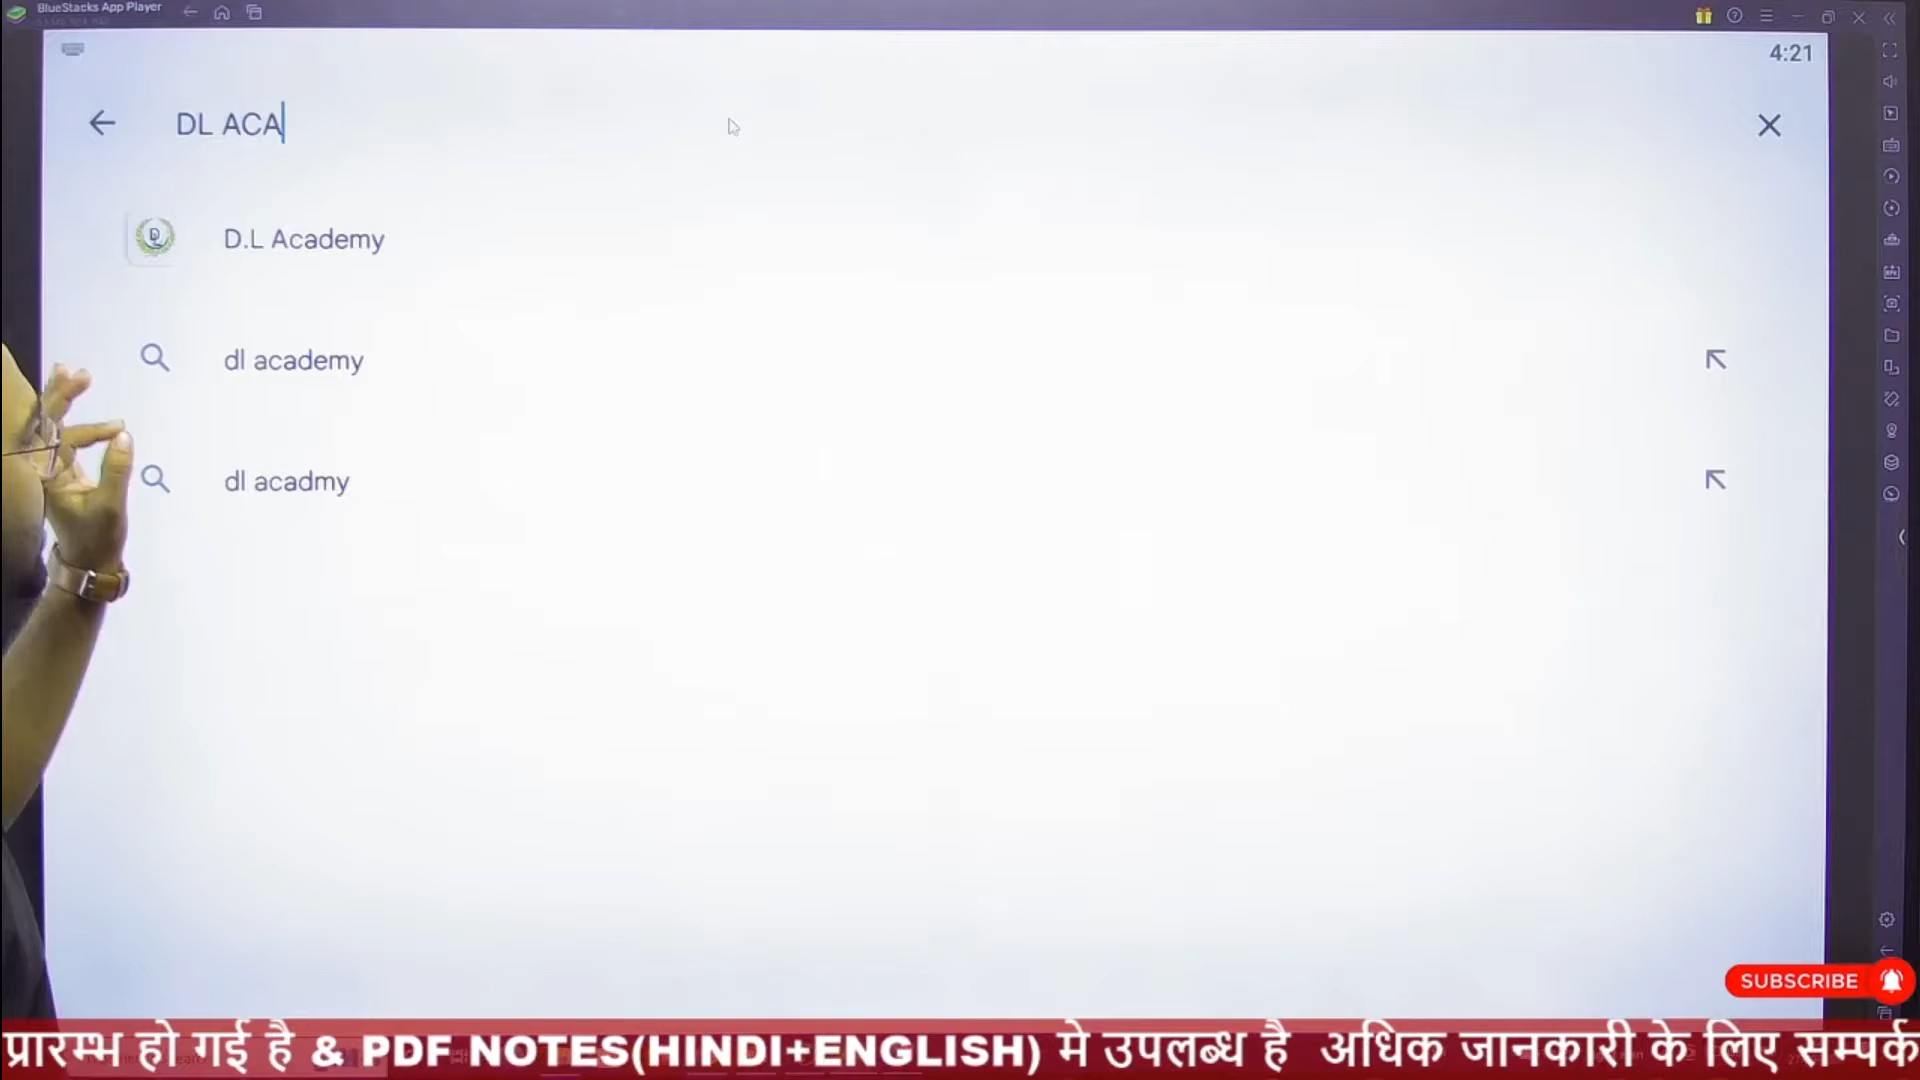 BlueStacks App Player
4:21
DL ACA
D.L Academy
dl academy
dl acadmy
SUBSCRIBE
प्रारम्भ हो गई है & PDF NOTES(HINDI+ENGLISH) मे उपलब्ध है अधिक जानकारी के लिए सम्पर्क